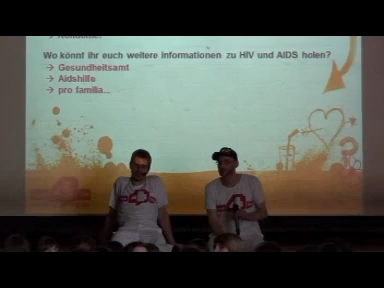 Wo könnt ihr euch weitere Informationen zu HIV und AIDS holen?
→ Gesundheitsamt
→ Aidshilfe
→ pro familia...